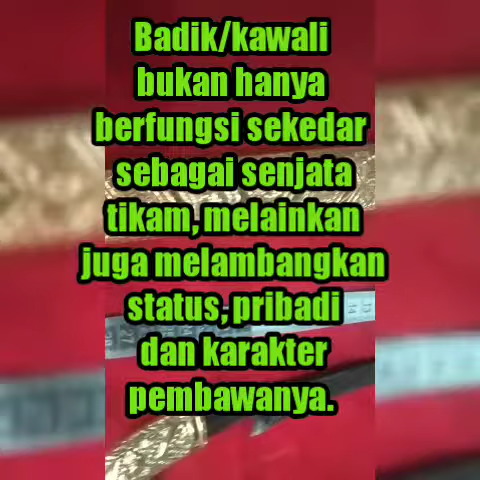 Badik/kawali
bukan hanya
berfungsi sekedar
sebagai senjata
tikam, melainkan
juga melambangkan
status, pribadi
dan karakter
pembawanya.